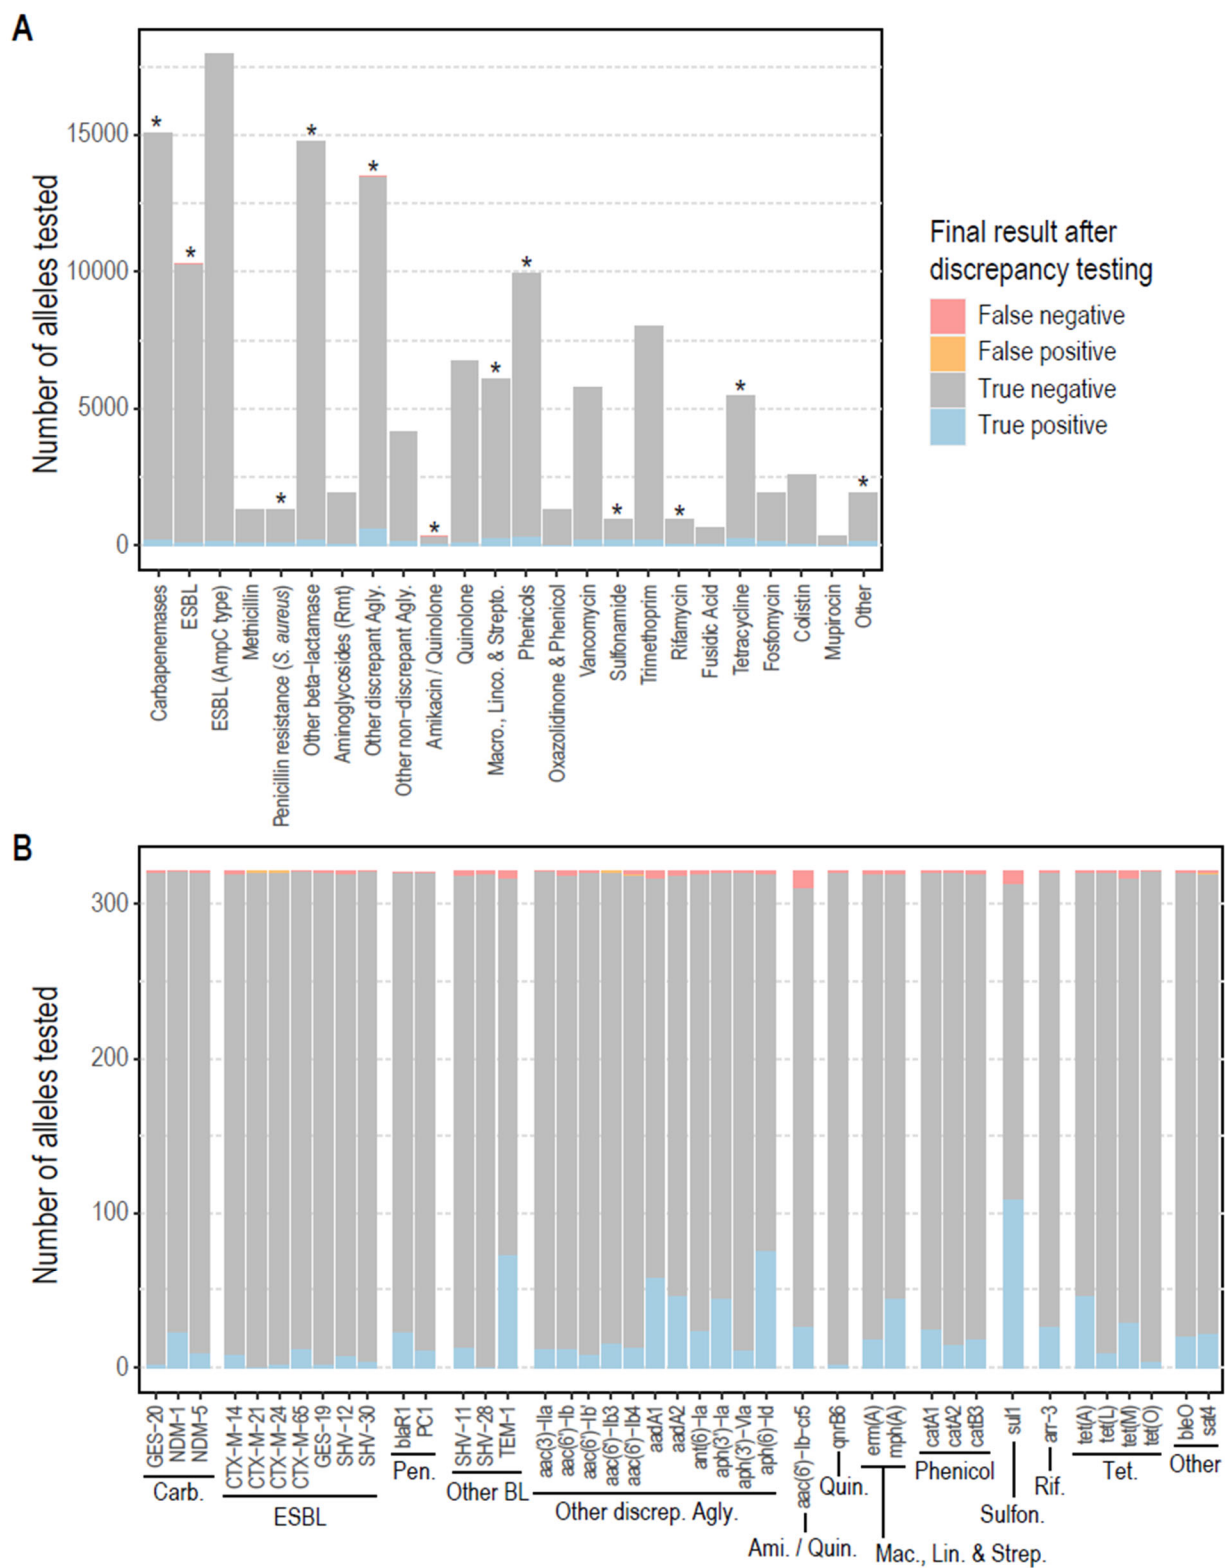 A
Number of alleles tested
15000
10000
5000
0
* * * * * * * * * * * *
Carbapenemases
ESBL
ESBL (AmpC type)
Methicillin
Penicillin resistance (S. aureus)
Other beta-lactamase
Aminoglycosides (Rmt)
Other discrepant Agly.
Other non-discrepant Agly.
Amikacin / Quinolone
Quinolone
Macro., Linco. & Strepto.
Phenicols
Oxazolidinone & Phenicol
Vancomycin
Sulfonamide
Trimethoprim
Rifamycin
Fusidic Acid
Tetracycline
Fosfomycin
Colistin
Mupirocin
Other
Final result after
discrepancy testing
False negative
False positive
True negative
True positive
B
Number of alleles tested
300
200
100
0
GES-20
NDM-1
NDM-5
CTX-M-14
CTX-M-21
CTX-M-24
CTX-M-65
GES-19
SHV-12
SHV-30
blaR1
PC1
SHV-11
SHV-28
TEM-1
aac(3)-IIa
aac(6')-Ib
aac(6')-Ib'
aac(6')-Ib3
aac(6')-Ib4
aadA1
aadA2
ant(6)-Ia
aph(3')-Ia
aph(3')-VIa
aph(6)-Id
aac(6')-Ib-cr5
qnrB6
erm(A)
mph(A)
catA1
catA2
catB3
sul1
arr-3
tet(A)
tet(L)
tet(M)
tet(O)
bleO
sat4
Carb.
ESBL
Pen.
Other BL
Other discrep. Agly.
Ami. / Quin.
Quin.
Mac., Lin. & Strep.
Phenicol
Sulfon.
Rif.
Tet.
Other